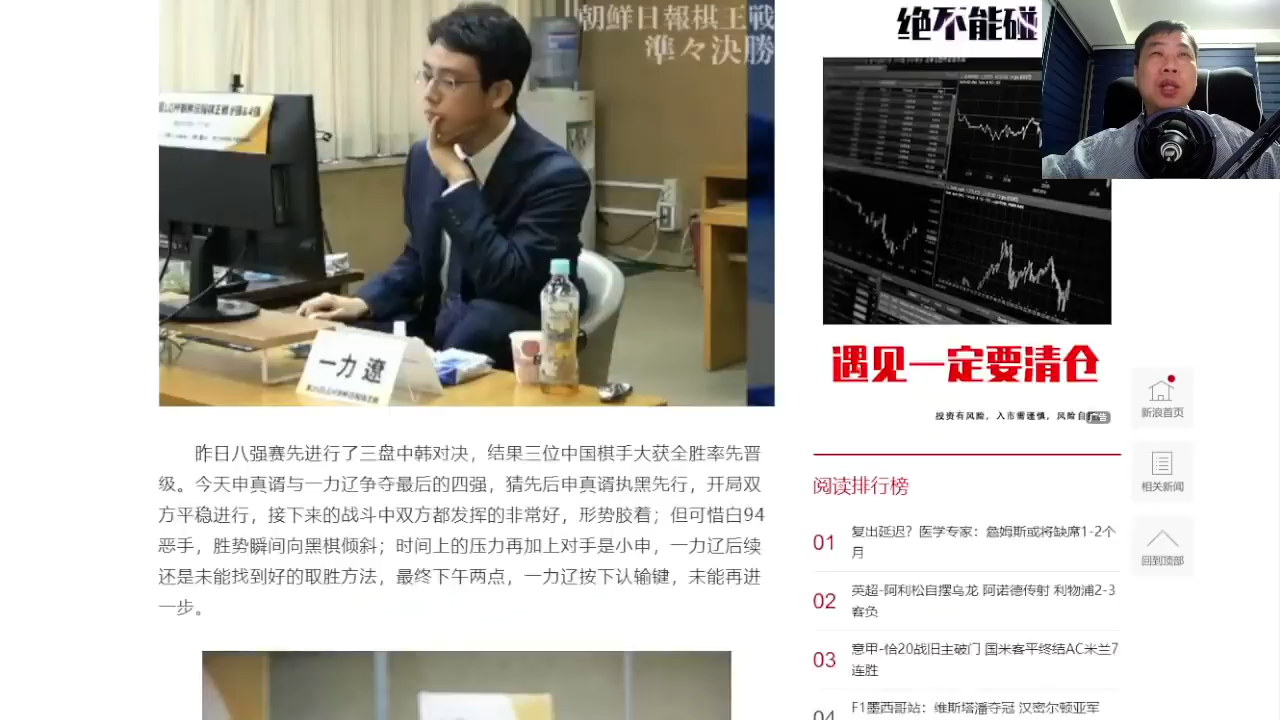 朝鮮日報棋王戦
準々決勝
一力 遼
昨日八强赛先进行了三盘中韩对决，结果三位中国棋手大获全胜率先晋
级。今天申真谞与一力辽争夺最后的四强，猜先后申真谞执黑先行，开局双
方平稳进行，接下来的战斗中双方都发挥的非常好，形势胶着；但可惜白94
恶手，胜势瞬间向黑棋倾斜；时间上的压力再加上对手是小申，一力辽后续
还是未能找到好的取胜方法，最终下午两点，一力辽按下认输键，未能再进
一步。
绝不能碰
遇见一定要清仓
投资有风险，入市需谨慎，风险自
广告
阅读排行榜
01
复出延迟？医学专家：詹姆斯或将缺席1-2个
月
02
英超-阿利松自摆乌龙 阿诺德传射 利物浦2-3
客负
03
意甲-恰20战旧主破门 国米客平终结AC米兰7
连胜
04
F1墨西哥站：维斯塔潘夺冠 汉密尔顿亚军
新浪首页
相关新闻
回到顶部